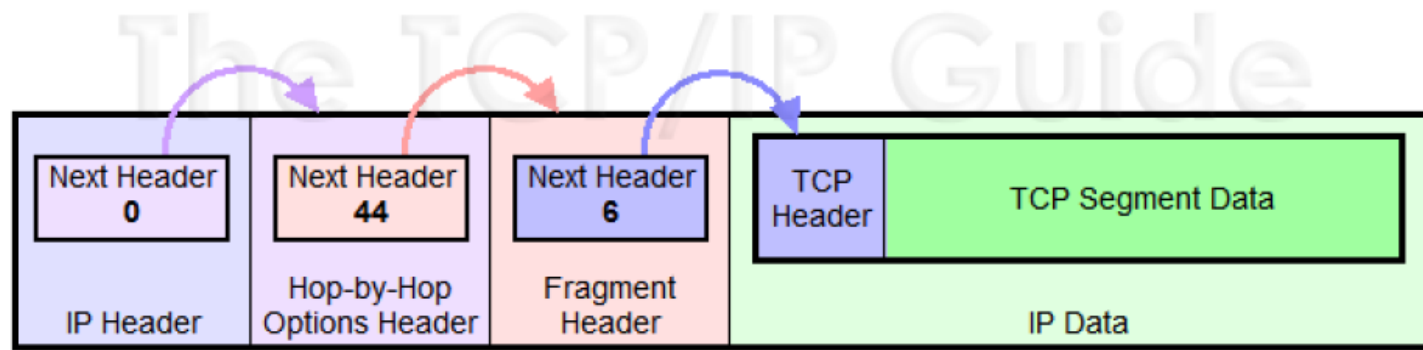 The TCP/IP Guide
Next Header
0
Next Header
44
Next Header
6
TCP
Header
TCP Segment Data
IP Header
Hop-by-Hop
Options Header
Fragment
Header
IP Data